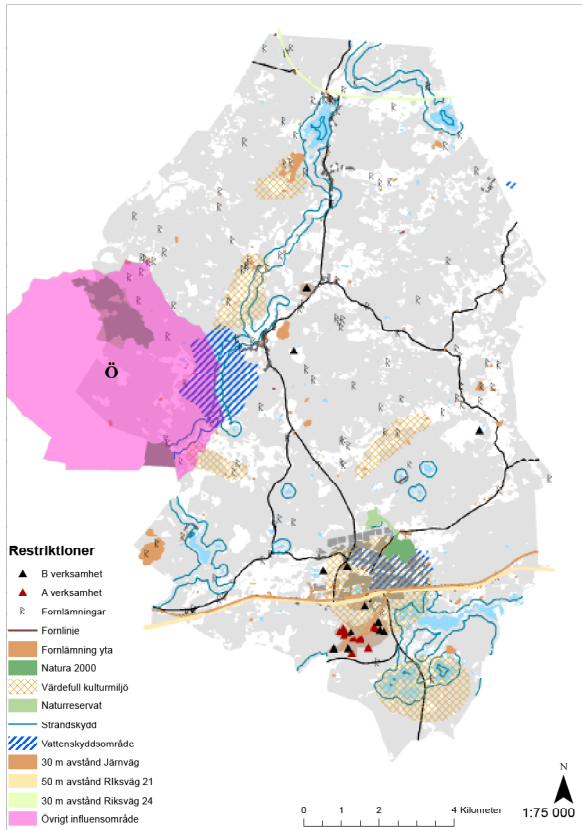 Ö
Restriktioner
B verksamhet
A verksamhet
Fornlämningar
Fornlinje
Fornlämning yta
Natura 2000
Värdefull kulturmiljö
Naturreservat
Strandskydd
Vattenskyddsområde
30 m avstånd Järnväg
50 m avstånd RIksväg 21
30 m avstånd Riksväg 24
Övrigt influensområde
N
0 1 2 4 Kilometer
1:75 000